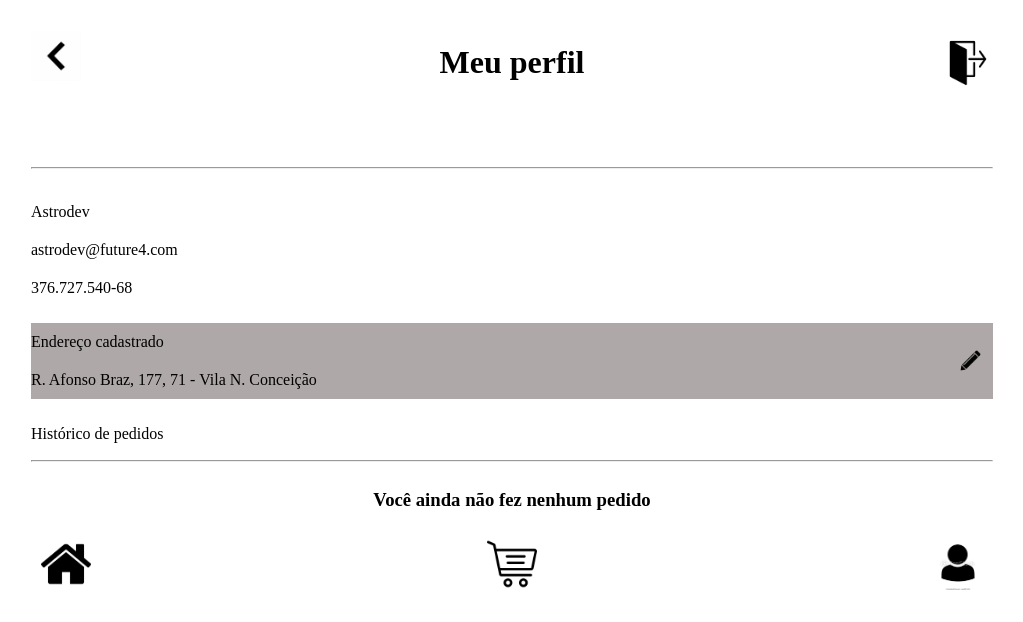 Meu perfil
Astrodev
astrodev@future4.com
376.727.540-68
Endereço cadastrado
R. Afonso Braz, 177, 71 - Vila N. Conceição
Histórico de pedidos
Você ainda não fez nenhum pedido